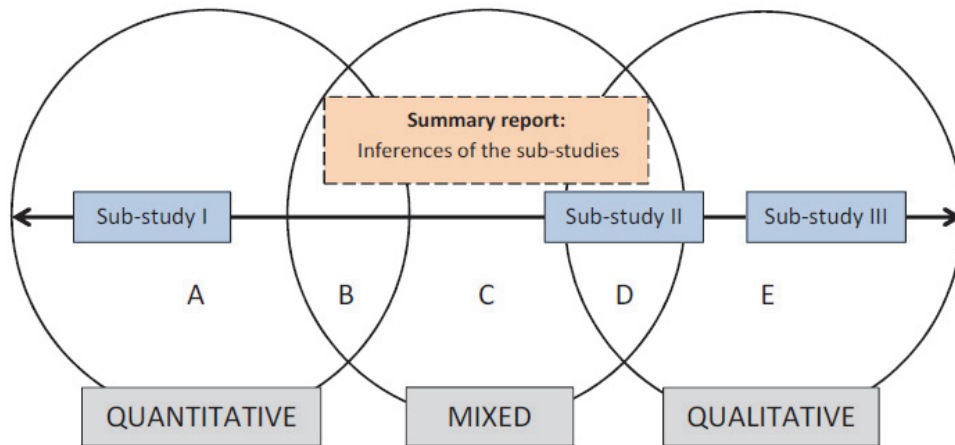 Summary report:
Inferences of the sub-studies
Sub-study I
Sub-study II
Sub-study III
A
B
C
D
E
QUANTITATIVE
MIXED
QUALITATIVE